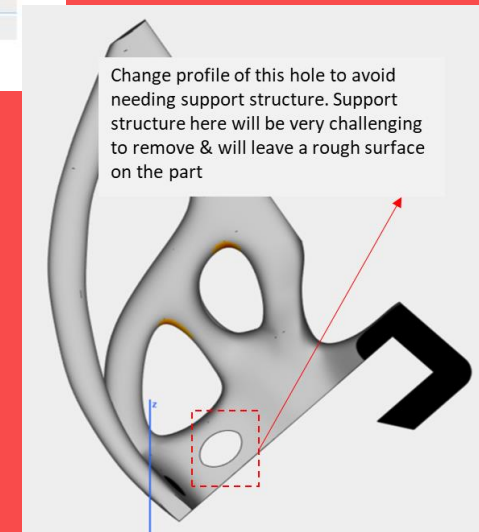 Change profile of this hole to avoid
needing support structure. Support
structure here will be very challenging
to remove & will leave a rough surface
on the part
z